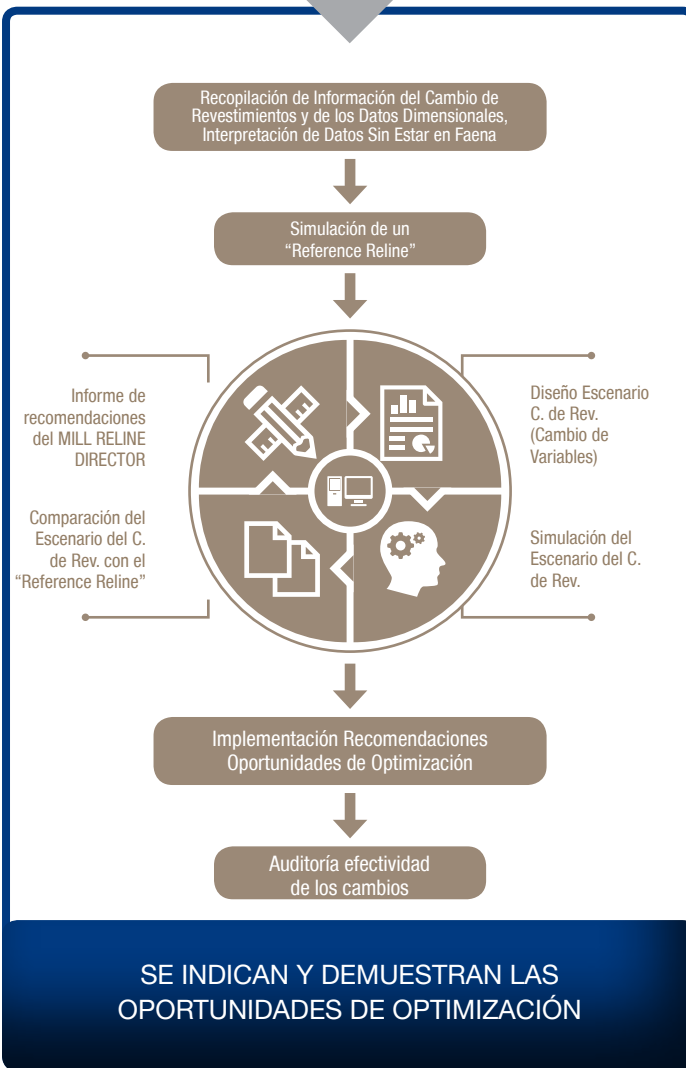 Recopilación de Información del Cambio de
Revestimientos y de los Datos Dimensionales,
Interpretación de Datos Sin Estar en Faena
Simulación de un
“Reference Reline”
Informe de
recomendaciones
del MILL RELINE
DIRECTOR
Diseño Escenario
C. de Rev.
(Cambio de
Variables)
Comparación del
Escenario del C.
de Rev. con el
“Reference Reline”
Simulación del
Escenario del C.
de Rev.
Implementación Recomendaciones
Oportunidades de Optimización
Auditoría efectividad
de los cambios
SE INDICAN Y DEMUESTRAN LAS
OPORTUNIDADES DE OPTIMIZACIÓN